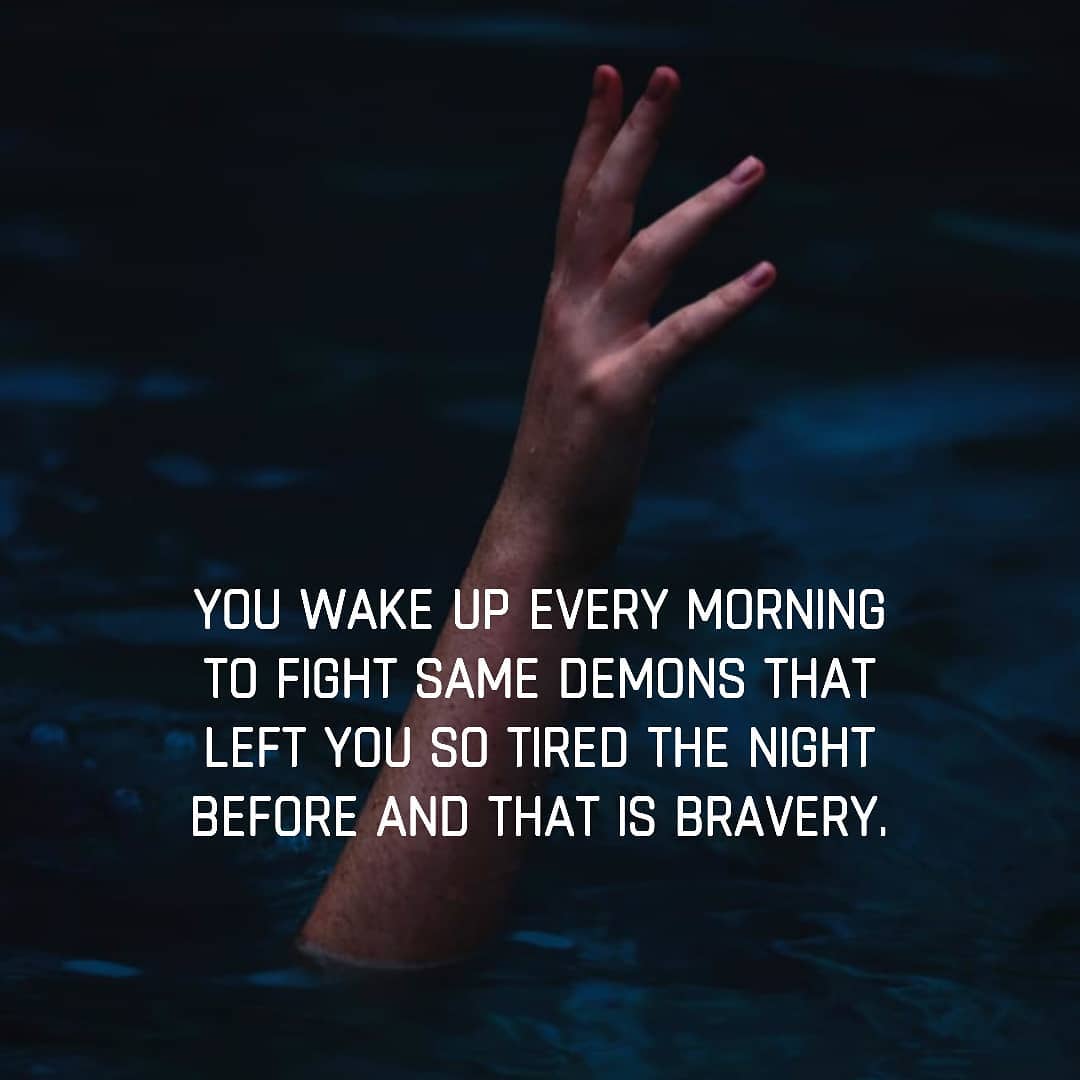 YOU WAKE UP EVERY MORNING
TO FIGHT SAME DEMONS THAT
LEFT YOU SO TIRED THE NIGHT
BEFORE AND THAT IS BRAVERY.